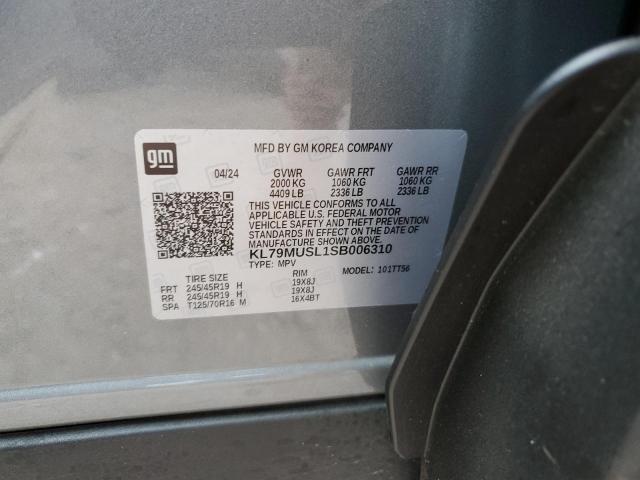 gm
MFD BY GM KOREA COMPANY
04/24 GVWR GAWR FRT GAWR RR
2000 KG 1060 KG 1060 KG
4409 LB 2336 LB 2336 LB
THIS VEHICLE CONFORMS TO ALL
APPLICABLE U.S. FEDERAL MOTOR
VEHICLE SAFETY AND THEFT PREVENTION
STANDARDS IN EFFECT ON THE DATE OF
MANUFACTURE SHOWN ABOVE.
KL79MUSL1SB006310
TYPE: MPV MODEL: 101TT56
TIRE SIZE RIM
FRT 245/45R19 H 19X8J
RR 245/45R19 H 19X8J
SPA T125/70R16 M 16X4BT